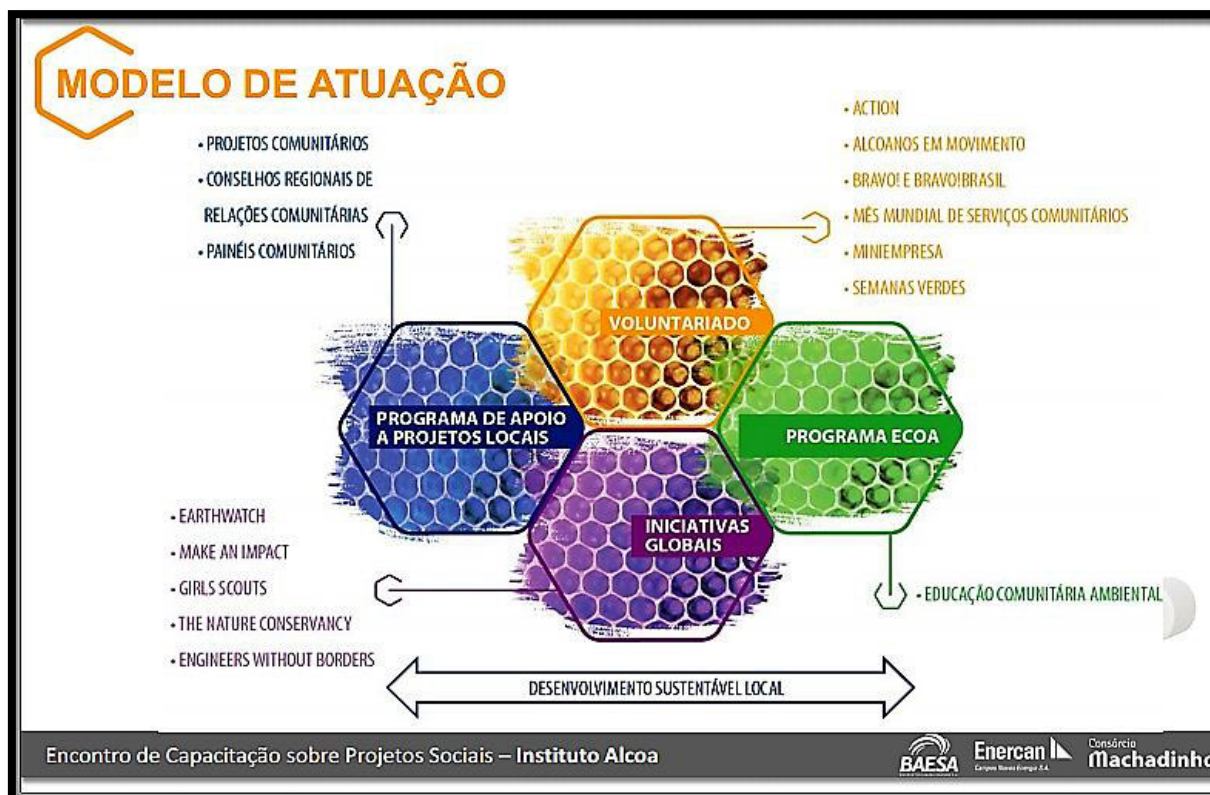 MODELO DE ATUAÇÃO
• PROJETOS COMUNITÁRIOS
• CONSELHOS REGIONAIS DE
RELAÇÕES COMUNITÁRIAS
• PAINÉIS COMUNITÁRIOS
• ACTION
• ALCOANOS EM MOVIMENTO
• BRAVO! E BRAVO!BRASIL
• MÊS MUNDIAL DE SERVIÇOS COMUNITÁRIOS
• MINIEMPRESA
• SEMANAS VERDES
VOLUNTARIADO
PROGRAMA DE APOIO
A PROJETOS LOCAIS
PROGRAMA ECOA
INICIATIVAS
GLOBAIS
• EARTHWATCH
• MAKE AN IMPACT
• GIRLS SCOUTS
• THE NATURE CONSERVANCY
• ENGINEERS WITHOUT BORDERS
• EDUCAÇÃO COMUNITÁRIA AMBIENTAL
DESENVOLVIMENTO SUSTENTÁVEL LOCAL
Encontro de Capacitação sobre Projetos Sociais – Instituto Alcoa
BAESA
Enercan
Campos Novos Energia S.A.
Consórcio
Machadinho